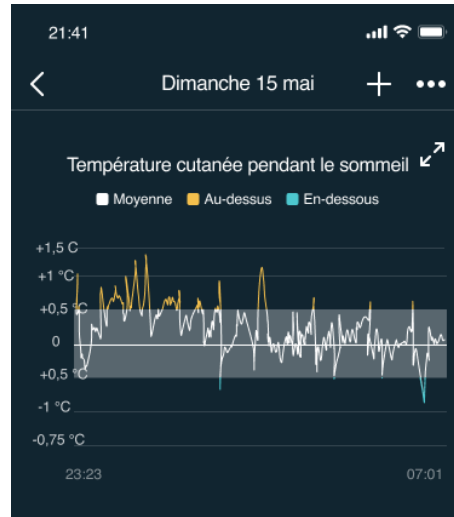 21:41
Dimanche 15 mai
Température cutanée pendant le sommeil
Moyenne Au-dessus En-dessous
+1,5 C
+1 °C
+0,5 °C
0
+0,5 °C
-1 °C
-0,75 °C
23:23 07:01